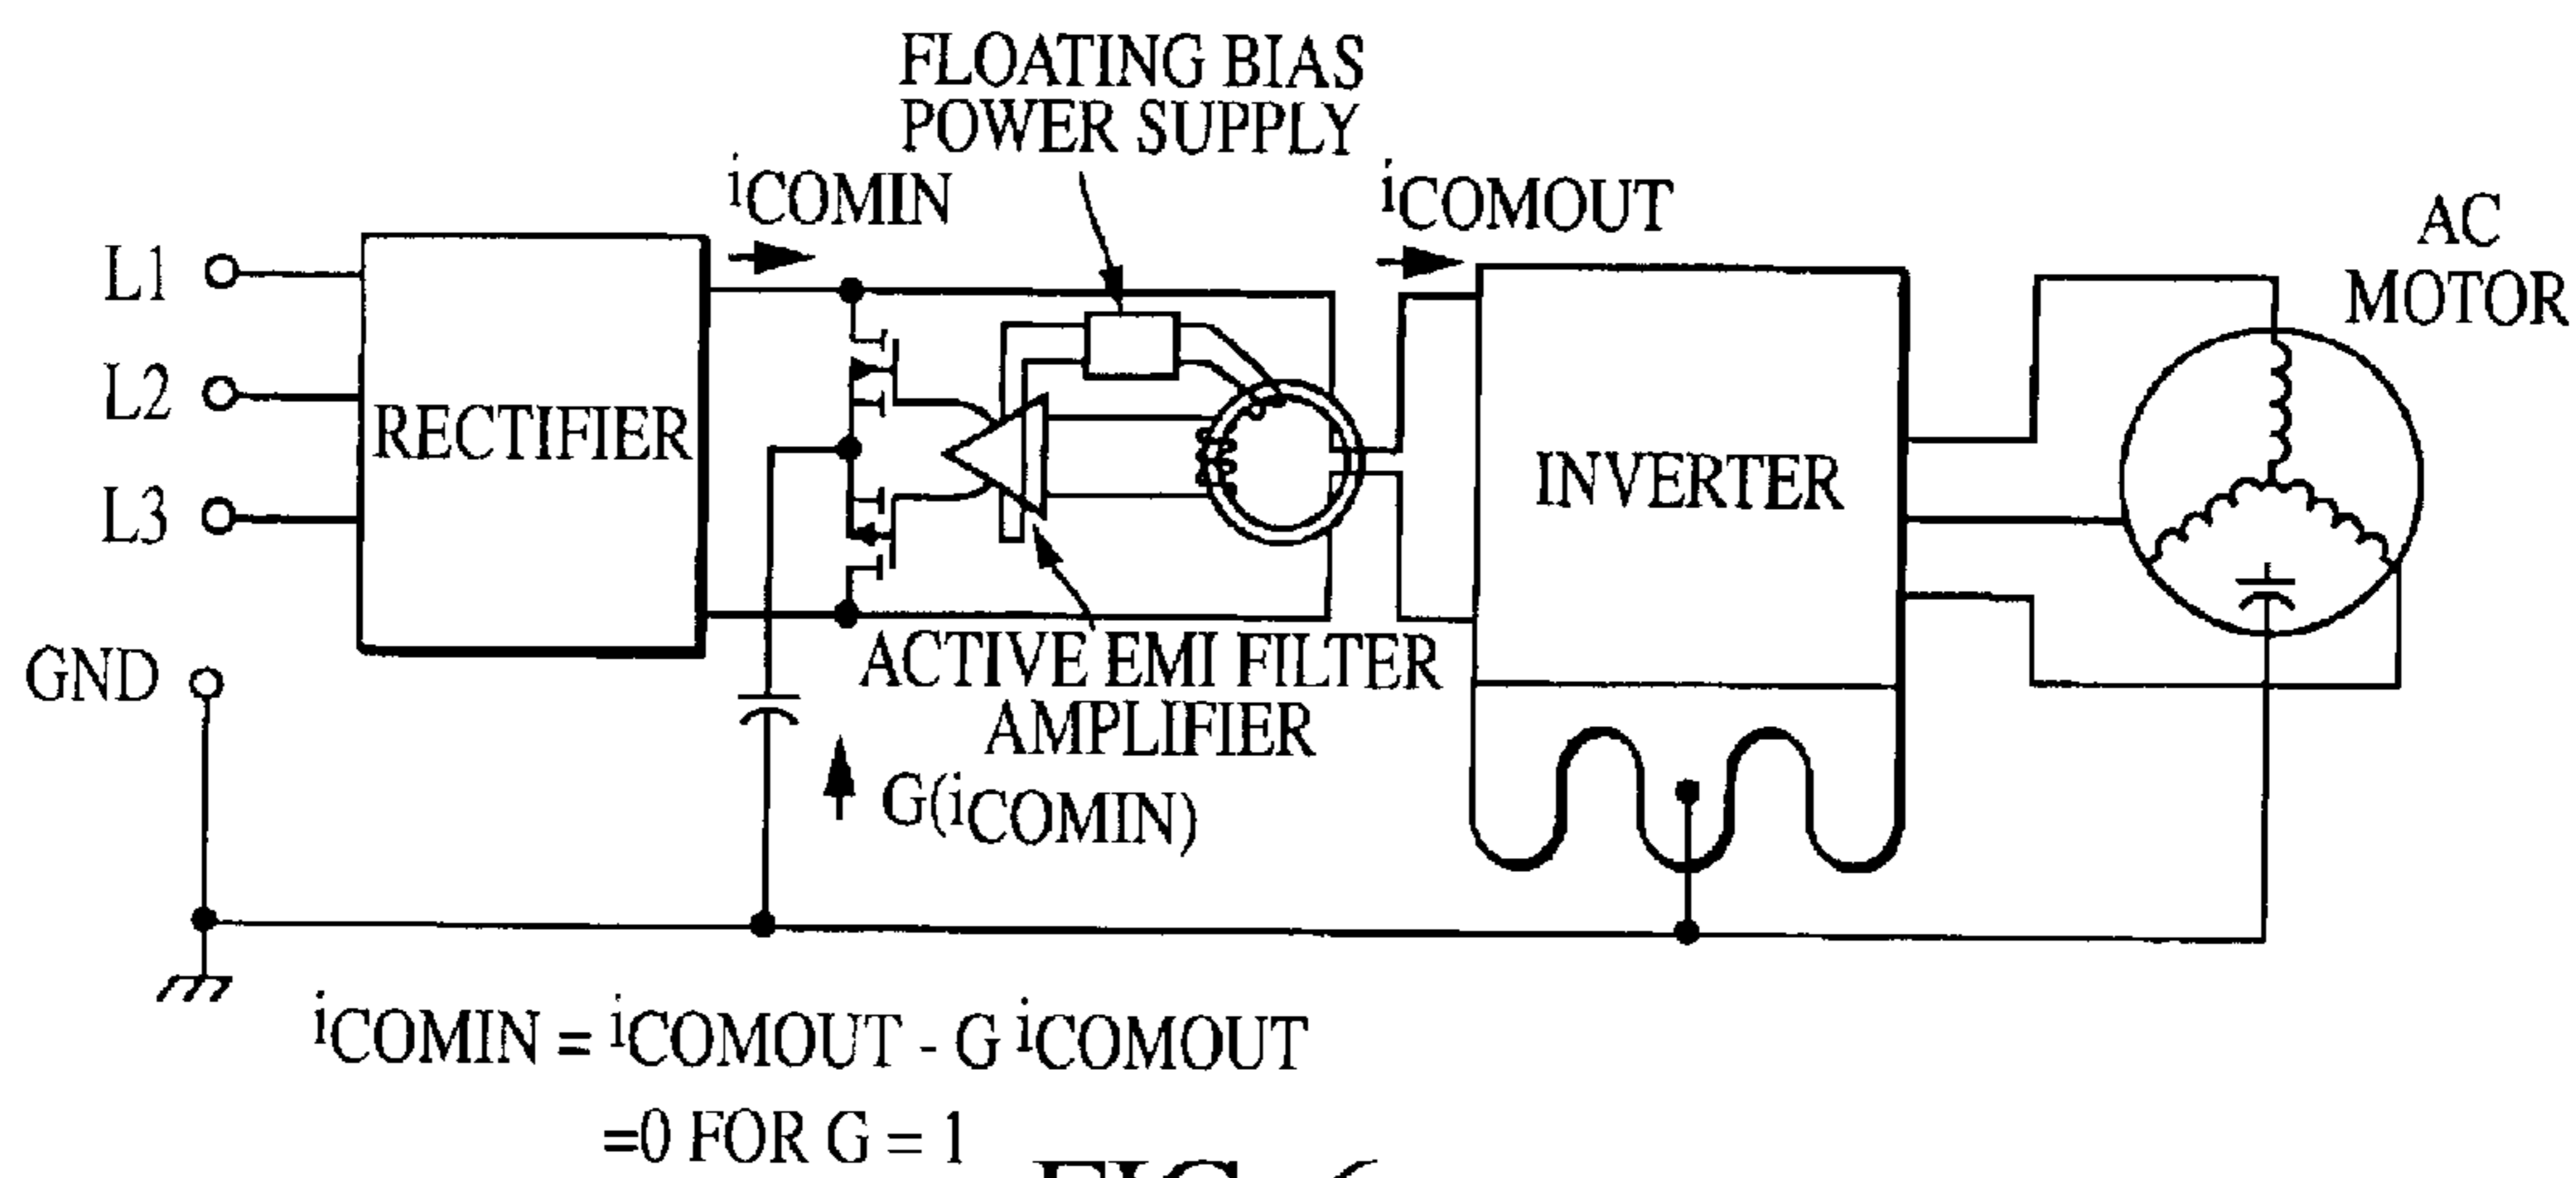 FLOATING BIAS
POWER SUPPLY
iCOMIN
iCOMOUT
AC
MOTOR
L1
L2
L3
RECTIFIER
INVERTER
GND
ACTIVE EMI FILTER
AMPLIFIER
G(iCOMIN)
iCOMIN = iCOMOUT - G iCOMOUT
=0 FOR G = 1